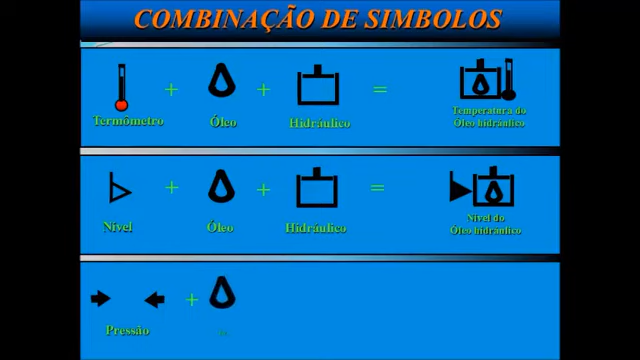 COMBINAÇÃO DE SIMBOLOS
+ + =
Termômetro Óleo Hidráulico Temperatura do
Óleo hidráulico
+ + =
Nível Óleo Hidráulico Nível do
Óleo hidráulico
+
Pressão